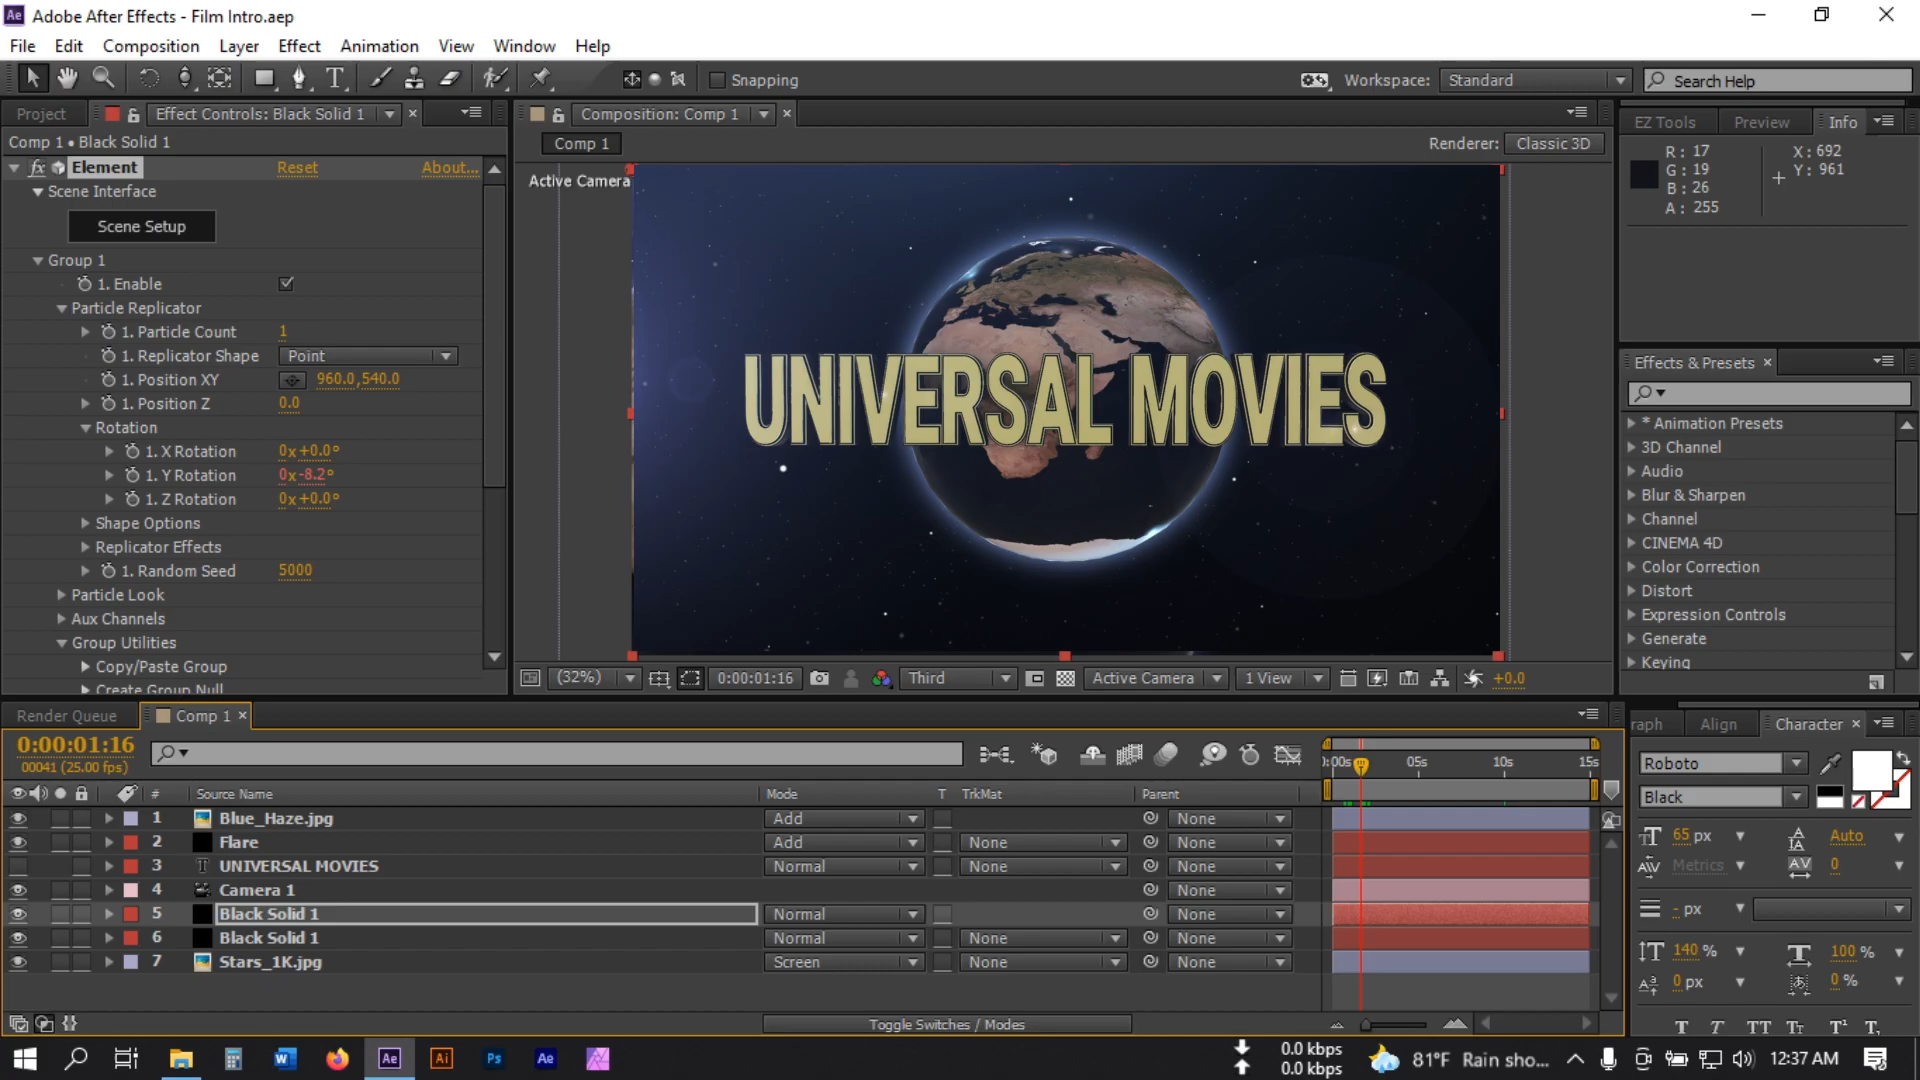 Adobe After Effects - Film Intro.aep
File Edit Composition Layer Effect Animation View Window Help
Snapping
Workspace: Standard
Search Help
Project
Effect Controls: Black Solid 1
Comp 1 • Black Solid 1
Element
Reset
About...
Scene Interface
Scene Setup
Group 1
1. Enable
Particle Replicator
1. Particle Count 1
1. Replicator Shape Point
1. Position XY 960.0,540.0
1. Position Z 0.0
Rotation
1. X Rotation 0x+0.0°
1. Y Rotation 0x-8.2°
1. Z Rotation 0x+0.0°
Shape Options
Replicator Effects
1. Random Seed 5000
Particle Look
Aux Channels
Group Utilities
Copy/Paste Group
Create Group Null
Composition: Comp 1
Comp 1
Renderer: Classic 3D
Active Camera
UNIVERSAL MOVIES
(32%) 0:00:01:16 Third Active Camera 1 View +0.0
EZ Tools Preview Info
R: 17
G: 19
B: 26
A: 255
X: 692
Y: 961
Effects & Presets
* Animation Presets
3D Channel
Audio
Blur & Sharpen
Channel
CINEMA 4D
Color Correction
Distort
Expression Controls
Generate
Keying
Render Queue
Comp 1
0:00:01:16
00041 (25.00 fps)
:00s 05s 10s 15s
# Source Name Mode T TrkMat Parent
1 Blue_Haze.jpg Add None
2 Flare Add None None
3 UNIVERSAL MOVIES Normal None None
4 Camera 1 None
5 Black Solid 1 Normal None
6 Black Solid 1 Normal None None
7 Stars_1K.jpg Screen None None
Toggle Switches / Modes
raph Align Character
Roboto
Black
65 px Auto
Metrics 0
- px
140 % 100 %
0 px 0 %
T T TT Tт T¹ T,
0.0 kbps
0.0 kbps
81°F Rain sho...
12:37 AM